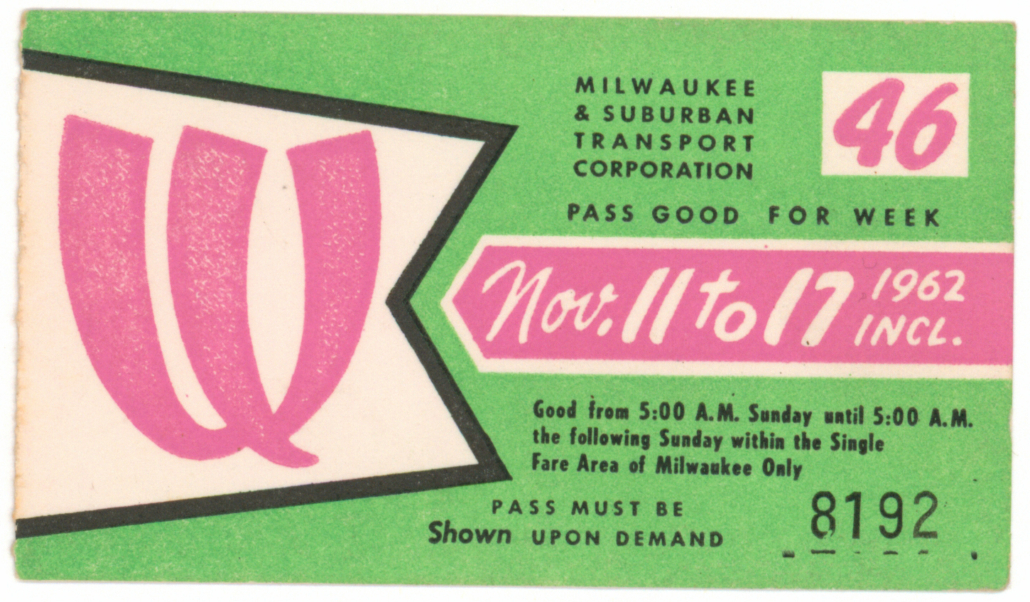 W
MILWAUKEE
& SUBURBAN
TRANSPORT
CORPORATION
46
PASS GOOD FOR WEEK
Nov. 11 to 17 1962
INCL.
Good from 5:00 A.M. Sunday until 5:00 A.M.
the following Sunday within the Single
Fare Area of Milwaukee Only
PASS MUST BE
Shown UPON DEMAND
8192